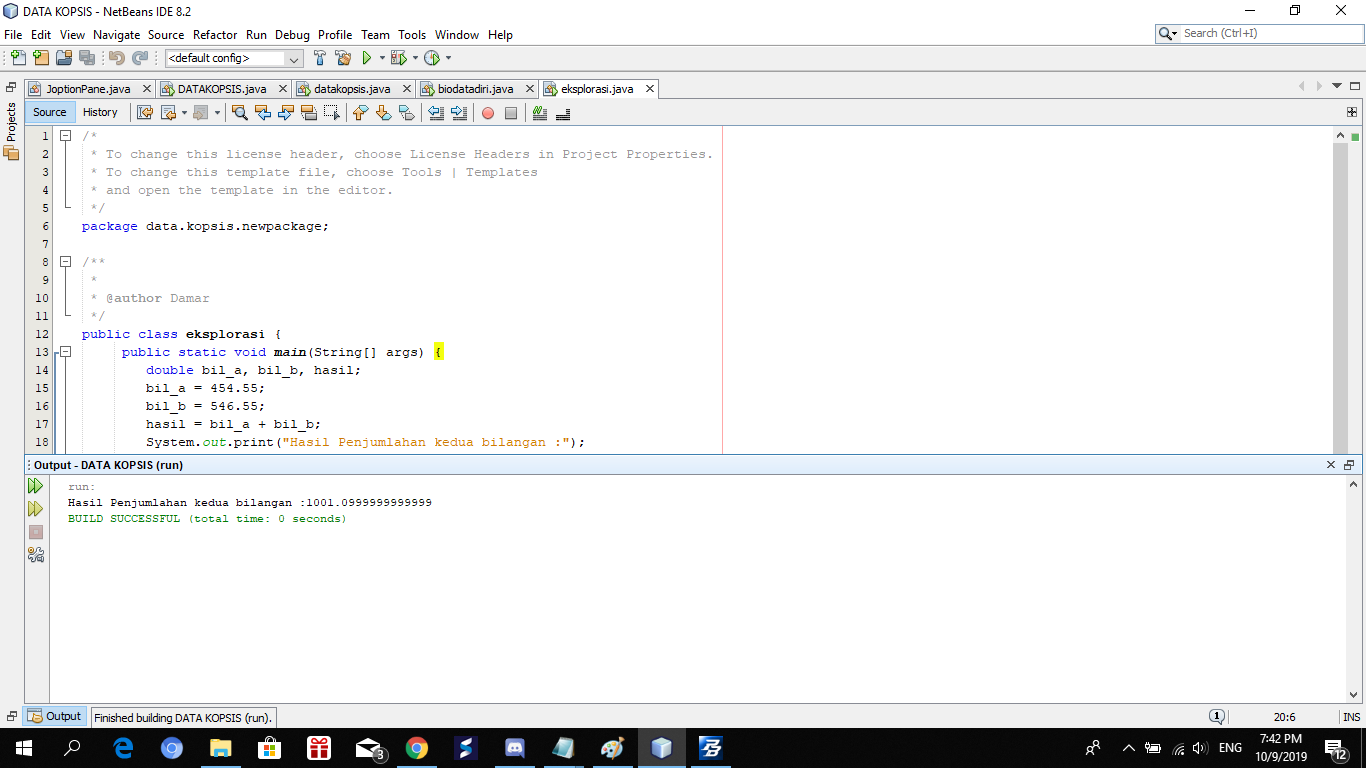 DATA KOPSIS - NetBeans IDE 8.2
File Edit View Navigate Source Refactor Run Debug Profile Team Tools Window Help
Search (Ctrl+I)
<default config>
JoptionPane.java DATAKOPSIS.java datakopsis.java biodatadiri.java eksplorasi.java
Projects
Source History
1 /*
2 * To change this license header, choose License Headers in Project Properties.
3 * To change this template file, choose Tools | Templates
4 * and open the template in the editor.
5 */
6 package data.kopsis.newpackage;
7
8 /**
9 *
10 * @author Damar
11 */
12 public class eksplorasi {
13 public static void main(String[] args) {
14 double bil_a, bil_b, hasil;
15 bil_a = 454.55;
16 bil_b = 546.55;
17 hasil = bil_a + bil_b;
18 System.out.print("Hasil Penjumlahan kedua bilangan :");
Output - DATA KOPSIS (run)
run:
Hasil Penjumlahan kedua bilangan :1001.0999999999999
BUILD SUCCESSFUL (total time: 0 seconds)
Output
Finished building DATA KOPSIS (run).
1
20:6
INS
3
ENG
7:42 PM
10/9/2019
12